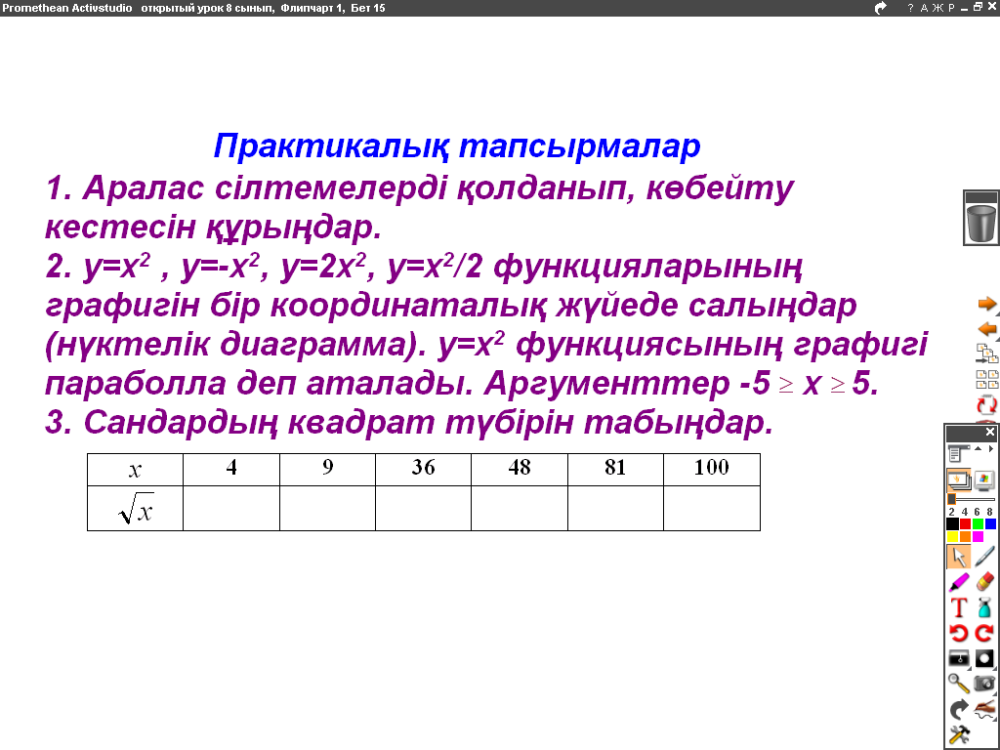 Promethean Activstudio открытый урок 8 сынып, Флипчарт 1, Бет 15
? А Ж Р
Практикалық тапсырмалар
1. Аралас сілтемелерді қолданып, көбейту
кестесін құрыңдар.
2. y=x² , y=-x², y=2x², y=x²/2 функцияларының
графигін бір координаталық жүйеде салыңдар
(нүктелік диаграмма). y=x² функциясының графигі
параболла деп аталады. Аргументтер -5 ≥ x ≥ 5.
3. Сандардың квадрат түбірін табыңдар.
x 4 9 36 48 81 100
√x
2 4 6 8
T